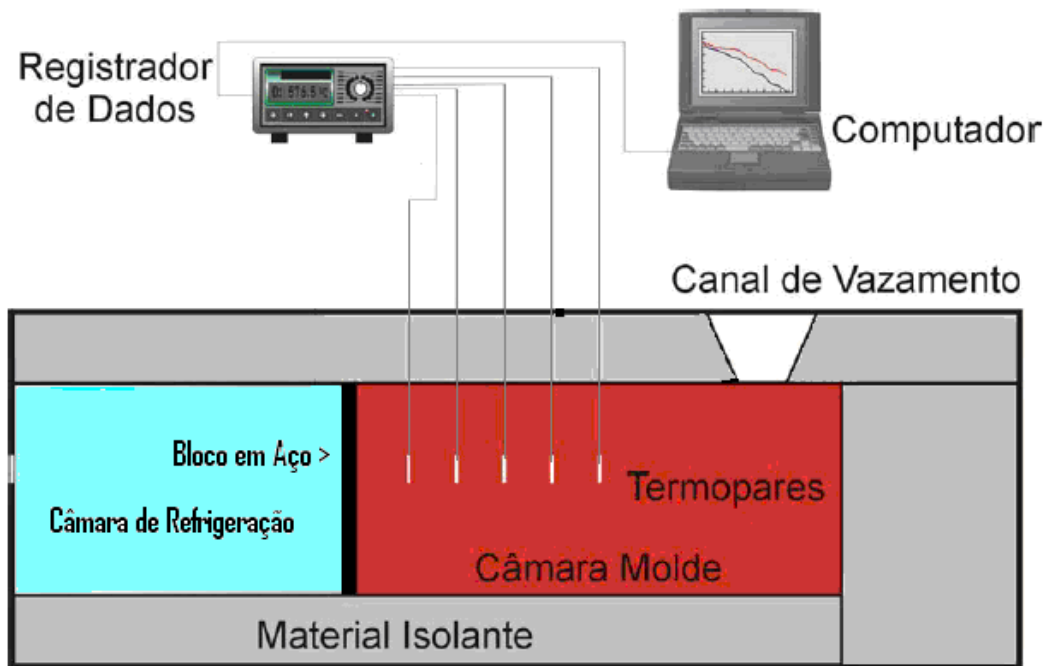 Registrador
de Dados
Computador
Canal de Vazamento
Bloco em Aço >
Termopares
Câmara de Refrigeração
Câmara Molde
Material Isolante